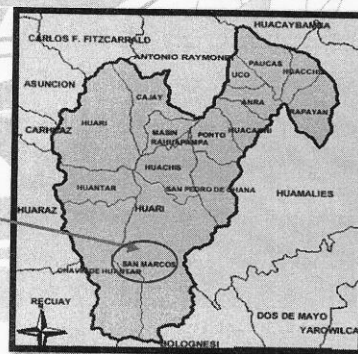 HUACAYBAMBA
CARLOS F. FITZCARRALD
ANTONIO RAYMONDI
PAUCAS
UCO
HUACCHIS
ASUNCION
CAJAY
ANRA
RAPAYAN
HUARI
MASIN
CARHUAZ
RAHUAPAMPA
PONTO
HUACACHI
HUACHIS
HUANTAR
SAN PEDRO DE CHANA
HUAMALIES
HUARAZ
HUARI
SAN MARCOS
CHAVIN DE HUANTAR
RECUAY
DOS DE MAYO
YAROWILCA
BOLOGNESI